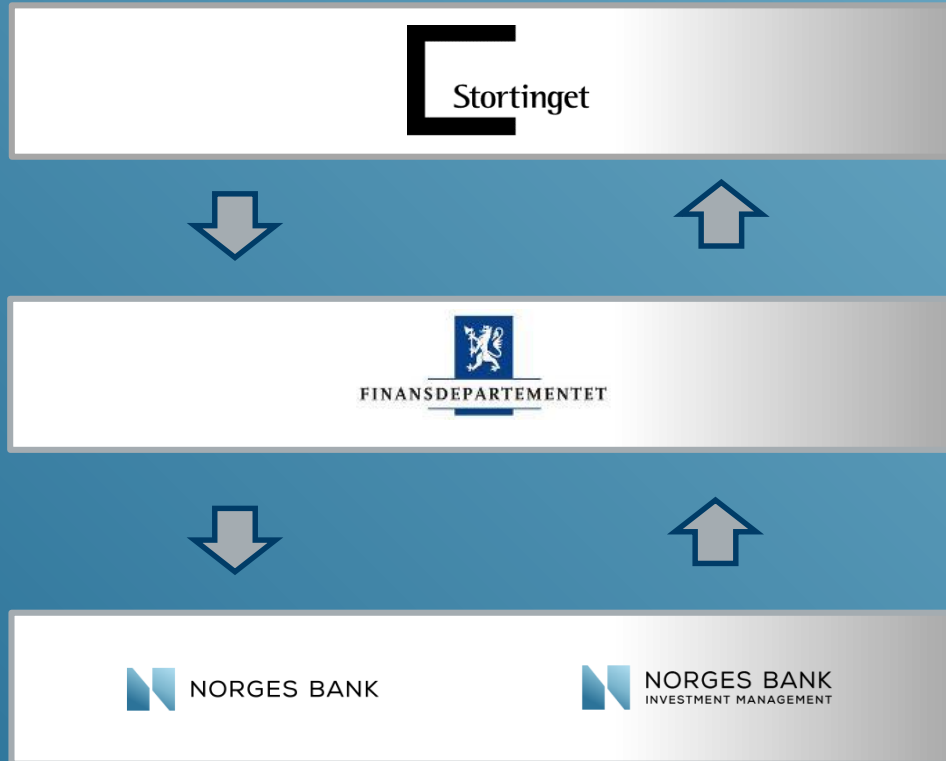 Stortinget
FINANSDEPARTEMENTET
NORGES BANK
NORGES BANK
INVESTMENT MANAGEMENT